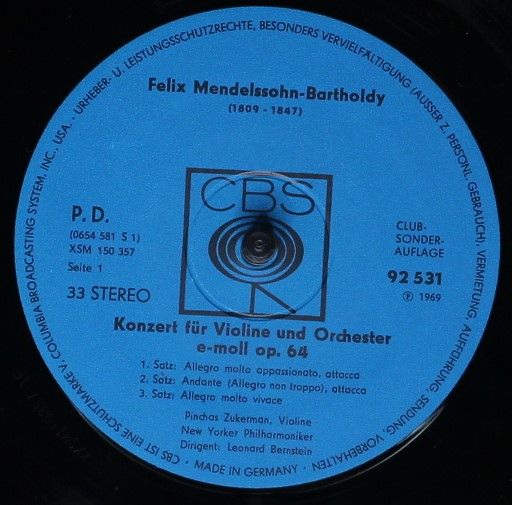 URHEBER- U. LEISTUNGSSCHUTZRECHTE, BESONDERS VERVIELFÄLTIGUNG (AUSSER Z. PERSONL. GEBRAUCH). VERMIETUNG, AUFFÜHRUNG, SENDUNG, VORBEHALTEN
Felix Mendelssohn-Bartholdy
(1809 - 1847)
CBS
P. D.
(0654 581 S 1)
XSM 150 357
Seite 1
33 STEREO
CLUB-
SONDER-
AUFLAGE
92 531
℗ 1969
Konzert für Violine und Orchester
e-moll op. 64
1. Satz: Allegro molto appassionato, attacca
2. Satz: Andante (Allegro non troppo), attacca
3. Satz: Allegro molto vivace
Pinchas Zukerman, Violine
New Yorker Philharmoniker
Dirigent: Leonard Bernstein
CBS IST EINE SCHUTZMARKE V. COLUMBIA BROADCASTING SYSTEM, INC., USA. •
• MADE IN GERMANY •